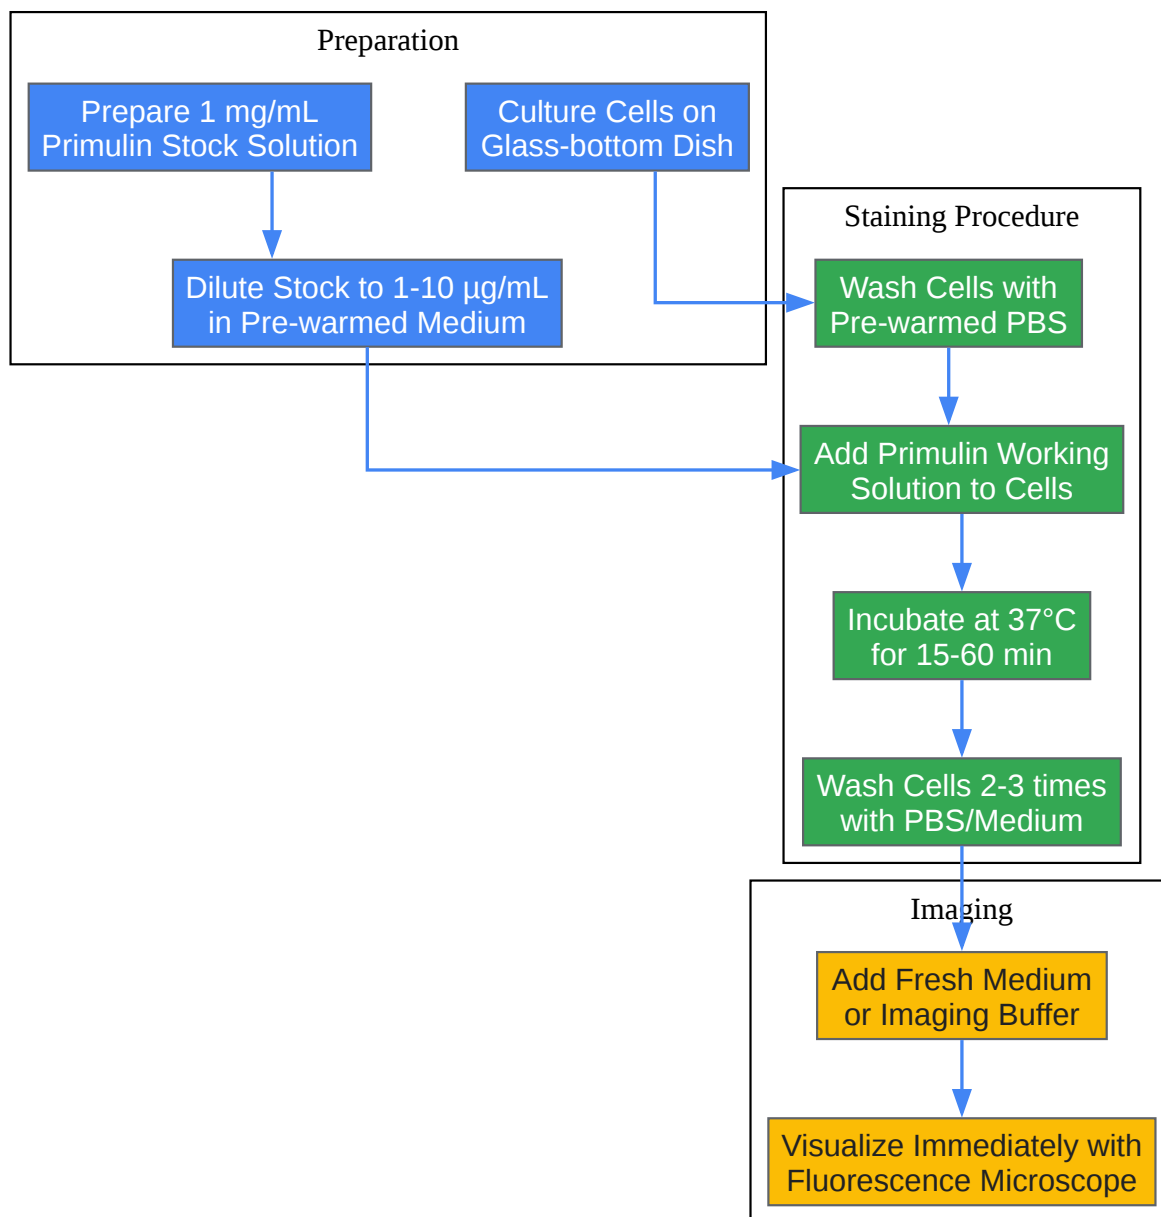 Preparation
Prepare 1 mg/mL
Primulin Stock Solution
Culture Cells on
Glass-bottom Dish
Dilute Stock to 1-10 µg/mL
in Pre-warmed Medium
Staining Procedure
Wash Cells with
Pre-warmed PBS
Add Primulin Working
Solution to Cells
Incubate at 37°C
for 15-60 min
Wash Cells 2-3 times
with PBS/Medium
Imaging
Add Fresh Medium
or Imaging Buffer
Visualize Immediately with
Fluorescence Microscope